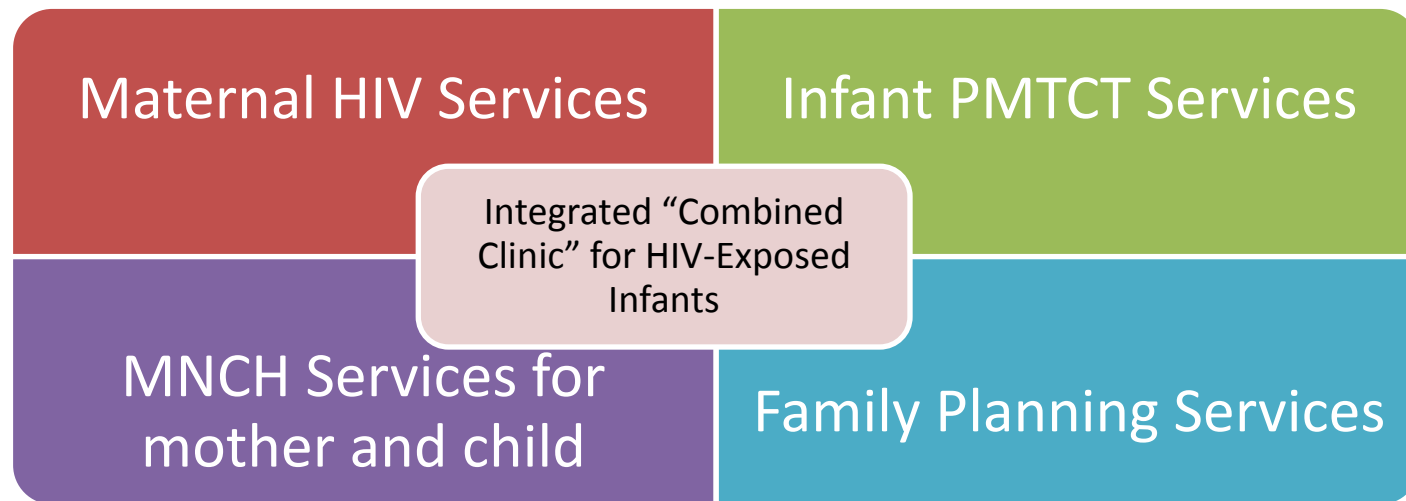 Maternal HIV Services
Infant PMTCT Services
Integrated “Combined
Clinic” for HIV-Exposed
Infants
MNCH Services for
mother and child
Family Planning Services